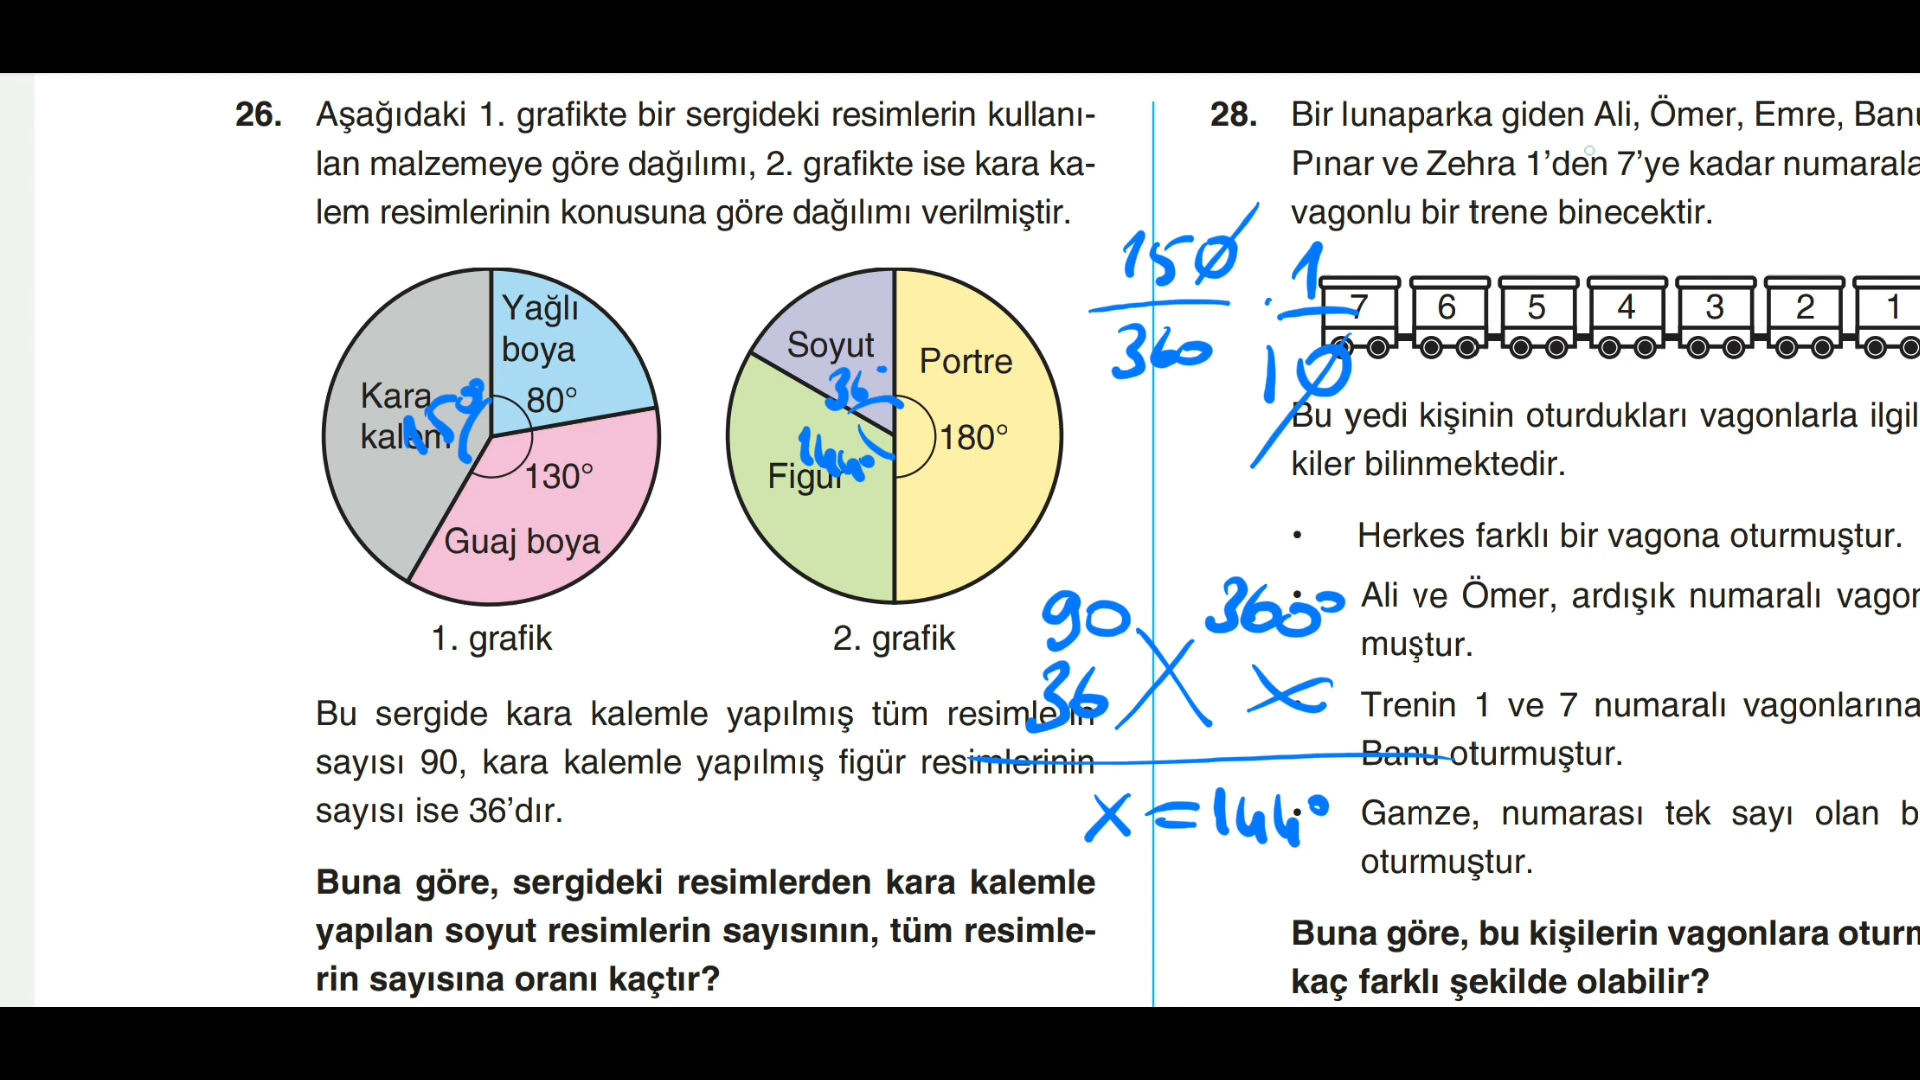 26. Aşağıdaki 1. grafikte bir sergideki resimlerin kullanı-
lan malzemeye göre dağılımı, 2. grafikte ise kara ka-
lem resimlerinin konusuna göre dağılımı verilmiştir.
Yağlı
boya
80°
Kara
kalem
150°
130°
Guaj boya
1. grafik
Soyut
36°
Portre
180°
144°
Figür
2. grafik
150/360 · 1/10
90 360°
36 x
x = 144°
Bu sergide kara kalemle yapılmış tüm resimlerin
sayısı 90, kara kalemle yapılmış figür resimlerinin
sayısı ise 36’dır.
Buna göre, sergideki resimlerden kara kalemle
yapılan soyut resimlerin sayısının, tüm resimle-
rin sayısına oranı kaçtır?
28. Bir lunaparka giden Ali, Ömer, Emre,
Pınar ve Zehra 1’den 7’ye kadar
vagonlu bir trene binecektir.
7 6 5 4 3 2 1
Bu yedi kişinin oturdukları vagonlarla
kiler bilinmektedir.
• Herkes farklı bir vagona oturmuştur.
• Ali ve Ömer, ardışık numaralı
muştur.
• Trenin 1 ve 7 numaralı vagonlarına
Banu oturmuştur.
• Gamze, numarası tek sayı olan
oturmuştur.
Buna göre, bu kişilerin vagonlara
kaç farklı şekilde olabilir?